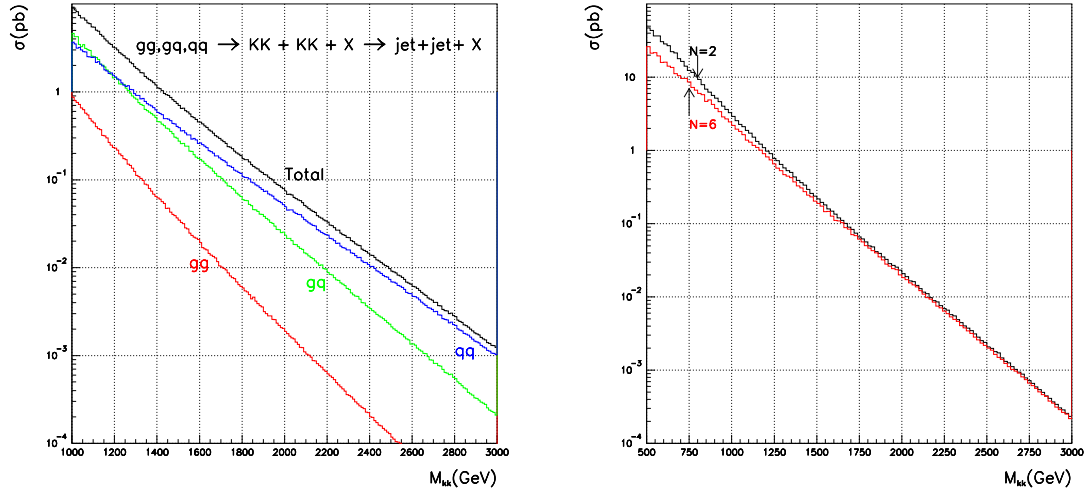 σ(pb)
gg,gq,qq → KK + KK + X → jet+jet+ X
1
10⁻¹
10⁻²
10⁻³
10⁻⁴
Total
gg
gq
qq
1000 1200 1400 1600 1800 2000 2200 2400 2600 2800 3000
M_kk(GeV)
σ(pb)
10
1
10⁻¹
10⁻²
10⁻³
10⁻⁴
N=2
N=6
500 750 1000 1250 1500 1750 2000 2250 2500 2750 3000
M_kk(GeV)